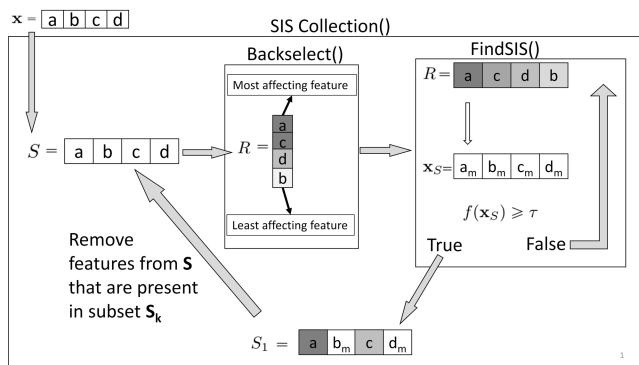 x = a b c d
SIS Collection()
Backselect()
Most affecting feature
R = a c d b
Least affecting feature
FindSIS()
R = a c d b
x_S = a_m b_m c_m d_m
f(x_S) ⩾ τ
True False
S = a b c d
Remove
features from S
that are present
in subset S_k
S_1 = a b_m c d_m
1